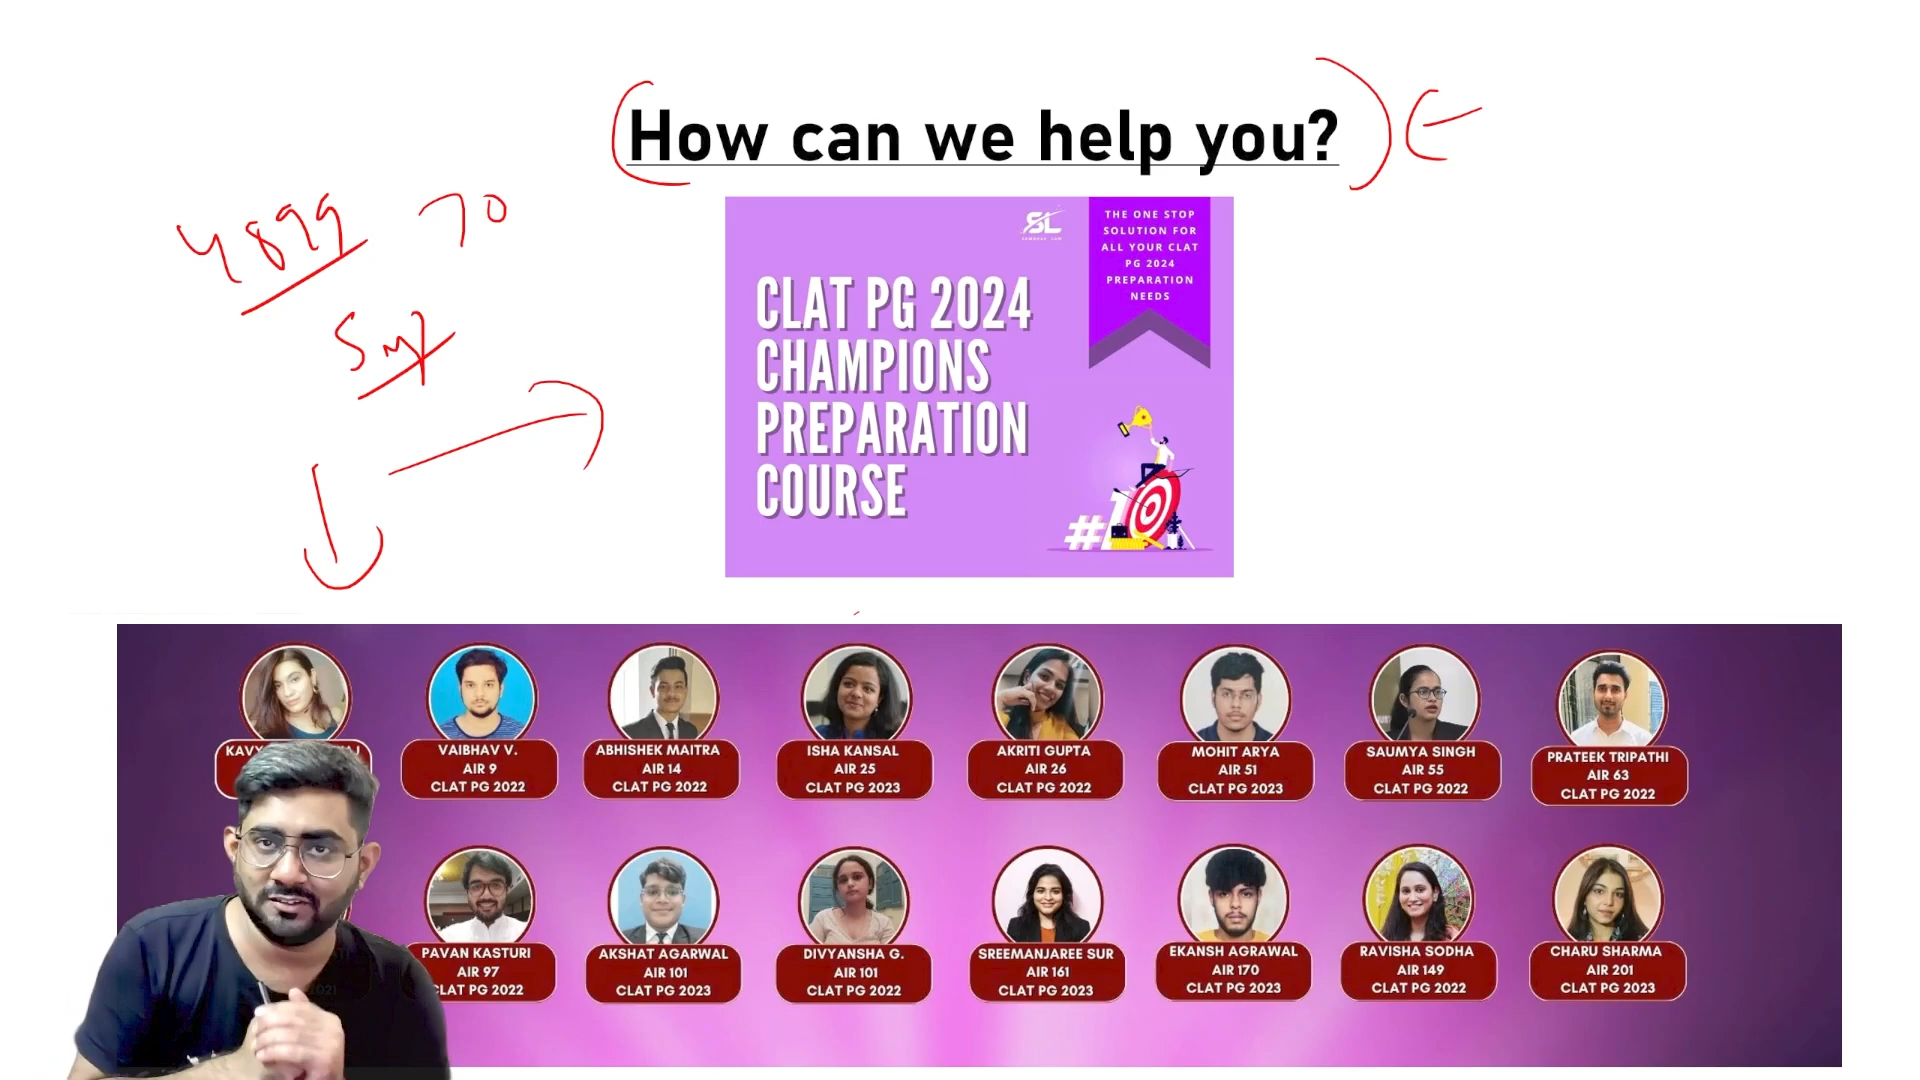 How can we help you?
4899 70
THE ONE STOP
SOLUTION FOR
ALL YOUR CLAT
PG 2024
PREPARATION
NEEDS
SL
CLAT PG 2024
CHAMPIONS
PREPARATION
COURSE
#1
VAIBHAV V.
AIR 9
CLAT PG 2022
ABHISHEK MAITRA
AIR 14
CLAT PG 2022
ISHA KANSAL
AIR 25
CLAT PG 2023
AKRITI GUPTA
AIR 26
CLAT PG 2022
MOHIT ARYA
AIR 51
CLAT PG 2023
SAUMYA SINGH
AIR 55
CLAT PG 2022
PRATEEK TRIPATHI
AIR 63
CLAT PG 2022
PAVAN KASTURI
AIR 97
CLAT PG 2022
AKSHAT AGARWAL
AIR 101
CLAT PG 2023
DIVYANSHA G.
AIR 101
CLAT PG 2022
SREEMANJAREE SUR
AIR 161
CLAT PG 2023
EKANSH AGRAWAL
AIR 170
CLAT PG 2023
RAVISHA SODHA
AIR 149
CLAT PG 2022
CHARU SHARMA
AIR 201
CLAT PG 2023